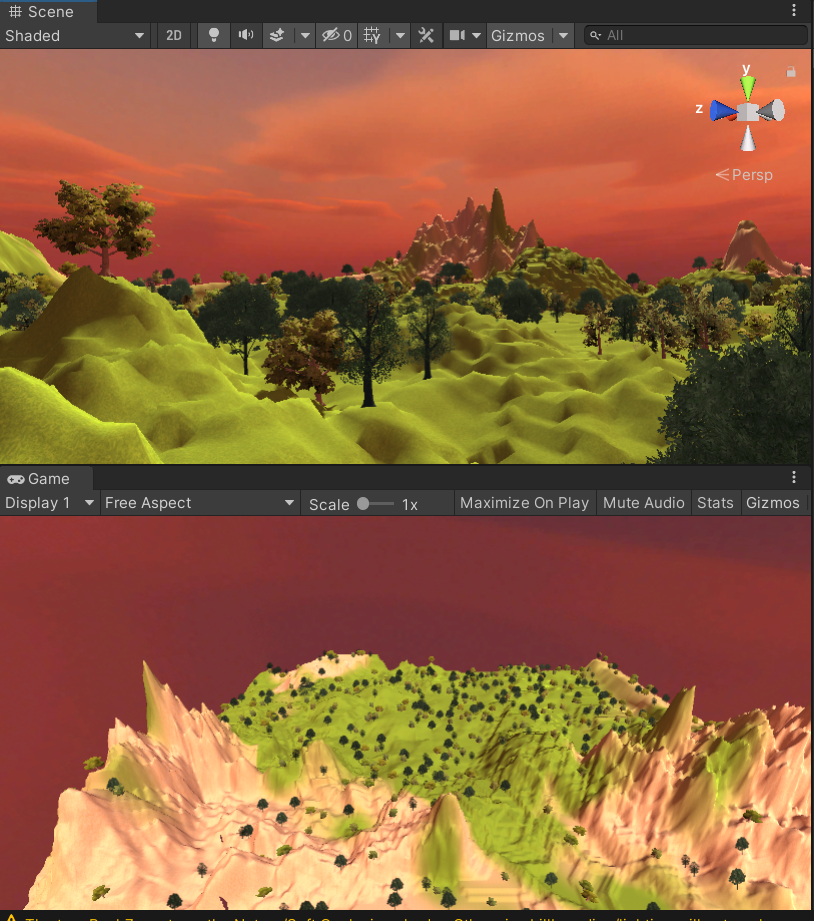 Scene
Shaded 2D 0 Gizmos All
y
z
Persp
Game
Display 1 Free Aspect Scale 1x Maximize On Play Mute Audio Stats Gizmos